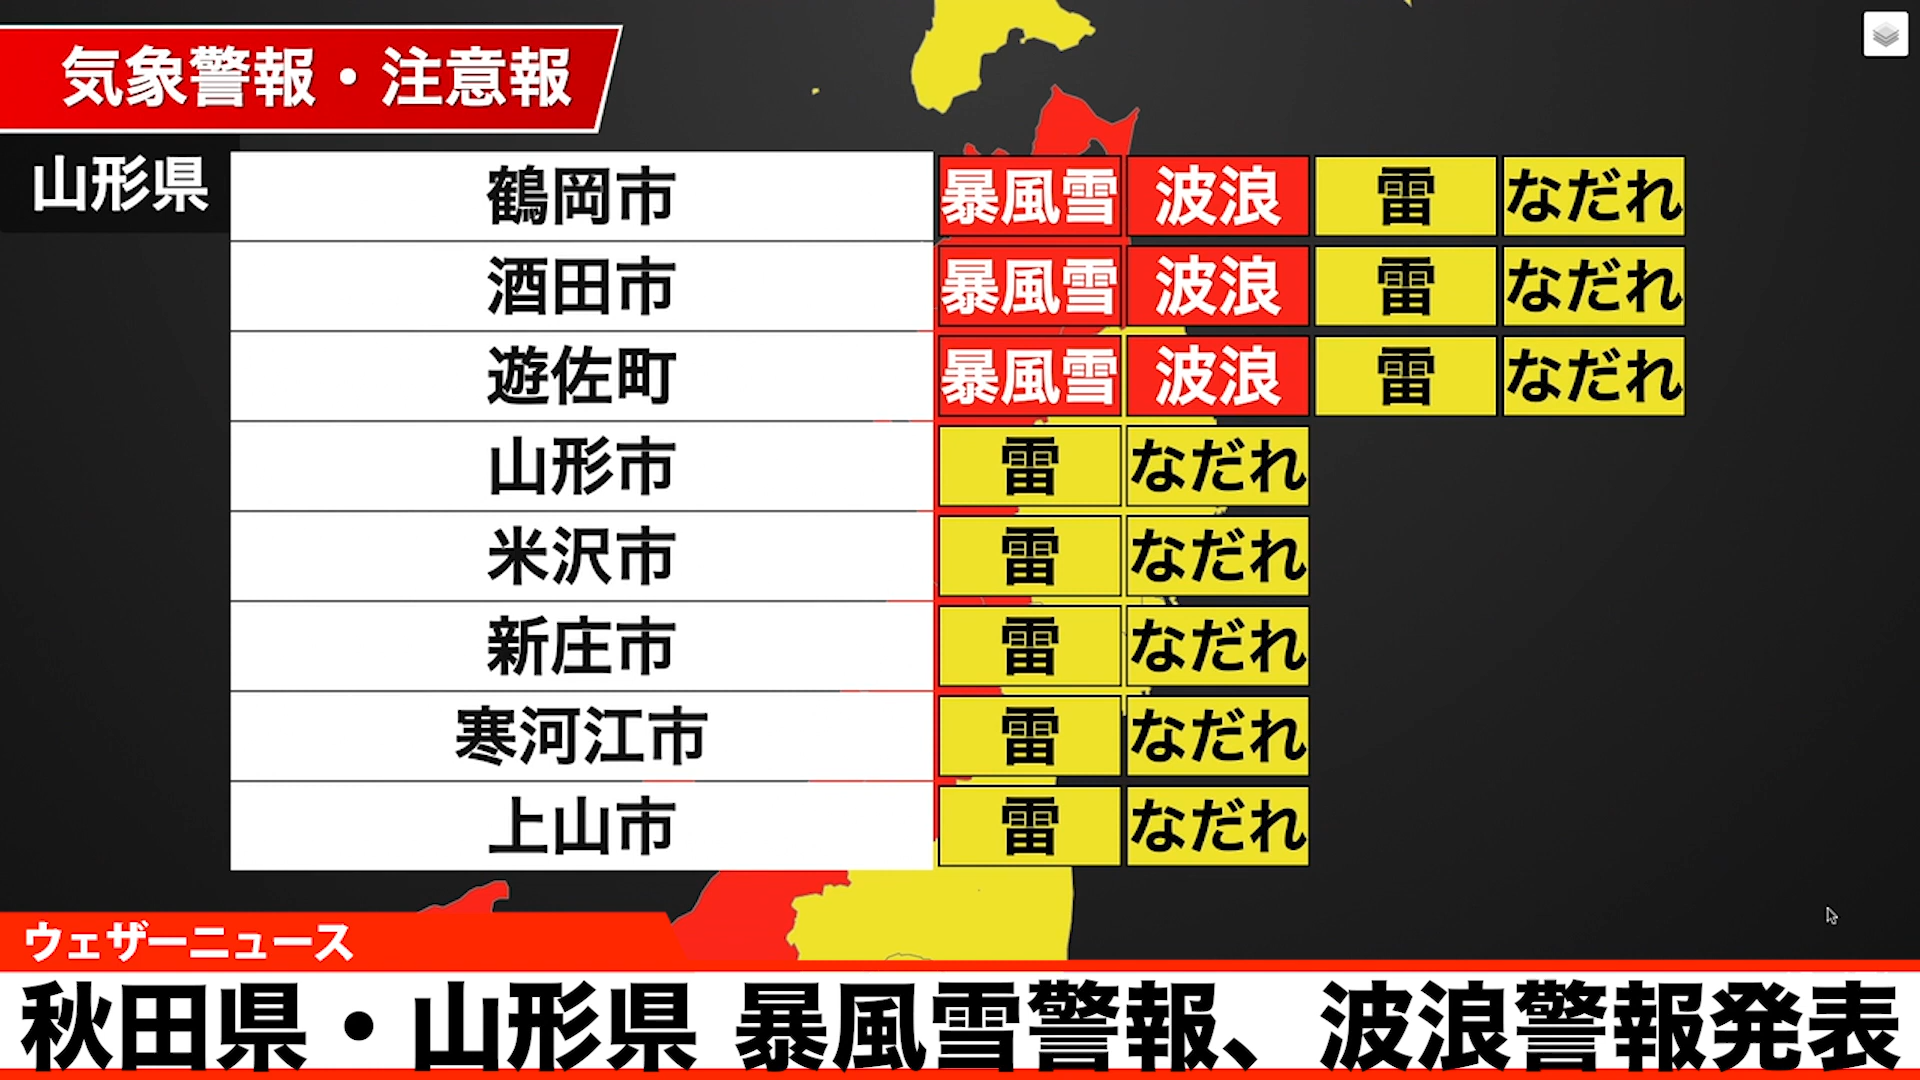 気象警報・注意報
山形県
鶴岡市 暴風雪 波浪 雷 なだれ
酒田市 暴風雪 波浪 雷 なだれ
遊佐町 暴風雪 波浪 雷 なだれ
山形市 雷 なだれ
米沢市 雷 なだれ
新庄市 雷 なだれ
寒河江市 雷 なだれ
上山市 雷 なだれ
ウェザーニュース
秋田県・山形県 暴風雪警報、波浪警報発表